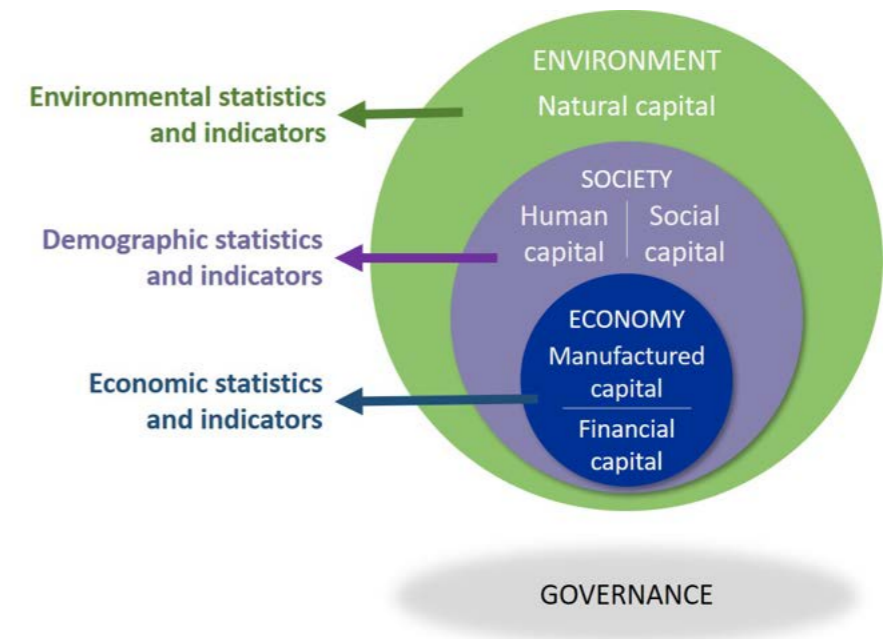 ENVIRONMENT
Natural capital
Environmental statistics
and indicators
SOCIETY
Human
capital
Social
capital
Demographic statistics
and indicators
ECONOMY
Manufactured
capital
Financial
capital
Economic statistics
and indicators
GOVERNANCE